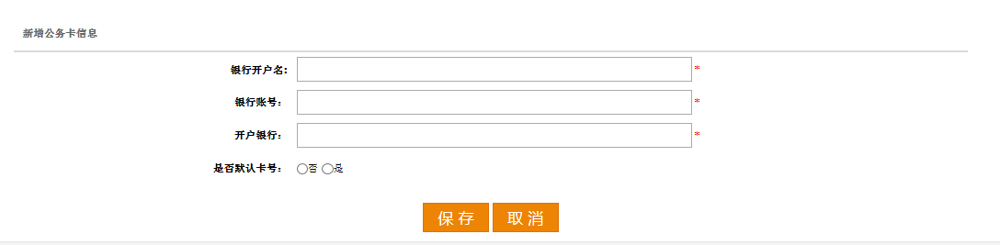 新增公务卡信息
银行开户名: *
银行账号: *
开户银行: *
是否默认卡号: 否 是
保存 取消